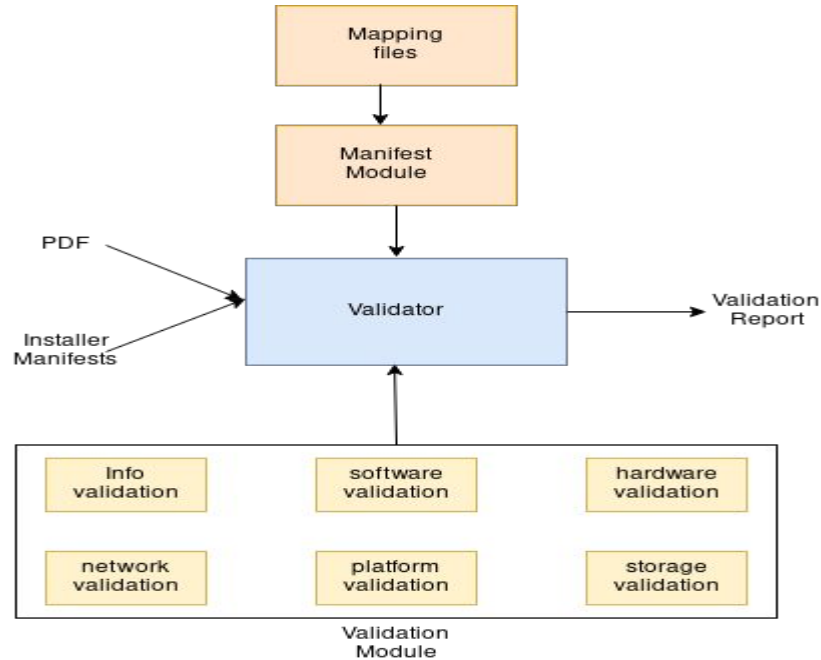 Mapping
files
Manifest
Module
PDF
Installer
Manifests
Validator
Validation
Report
Info
validation
software
validation
hardware
validation
network
validation
platform
validation
storage
validation
Validation
Module